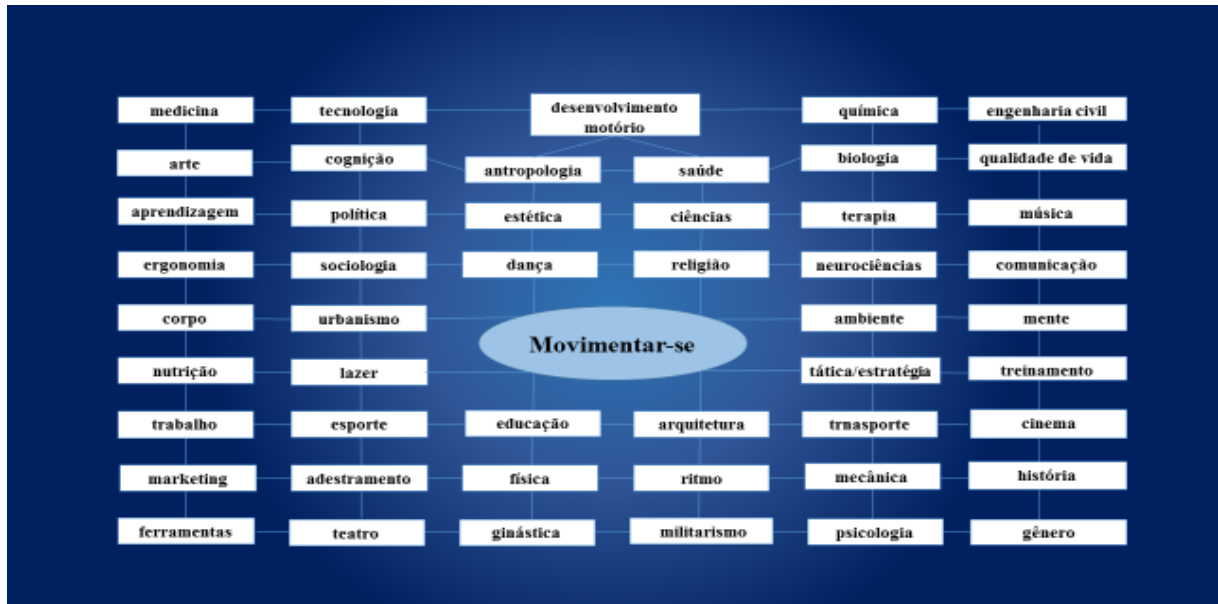 medicina
tecnologia
desenvolvimento
motório
química
engenharia civil
arte
cognição
antropologia
saúde
biologia
qualidade de vida
aprendizagem
política
estética
ciências
terapia
música
ergonomia
sociologia
dança
religião
neurociências
comunicação
corpo
urbanismo
Movimentar-se
ambiente
mente
nutrição
lazer
tática/estratégia
treinamento
trabalho
esporte
educação
arquitetura
trnasporte
cinema
marketing
adestramento
física
ritmo
mecânica
história
ferramentas
teatro
ginástica
militarismo
psicologia
gênero